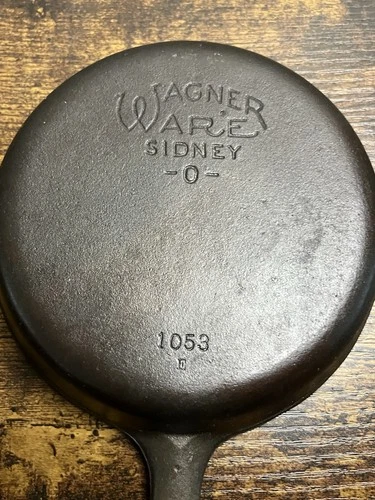 WAGNER
WARE
SIDNEY
-O-
1053
E